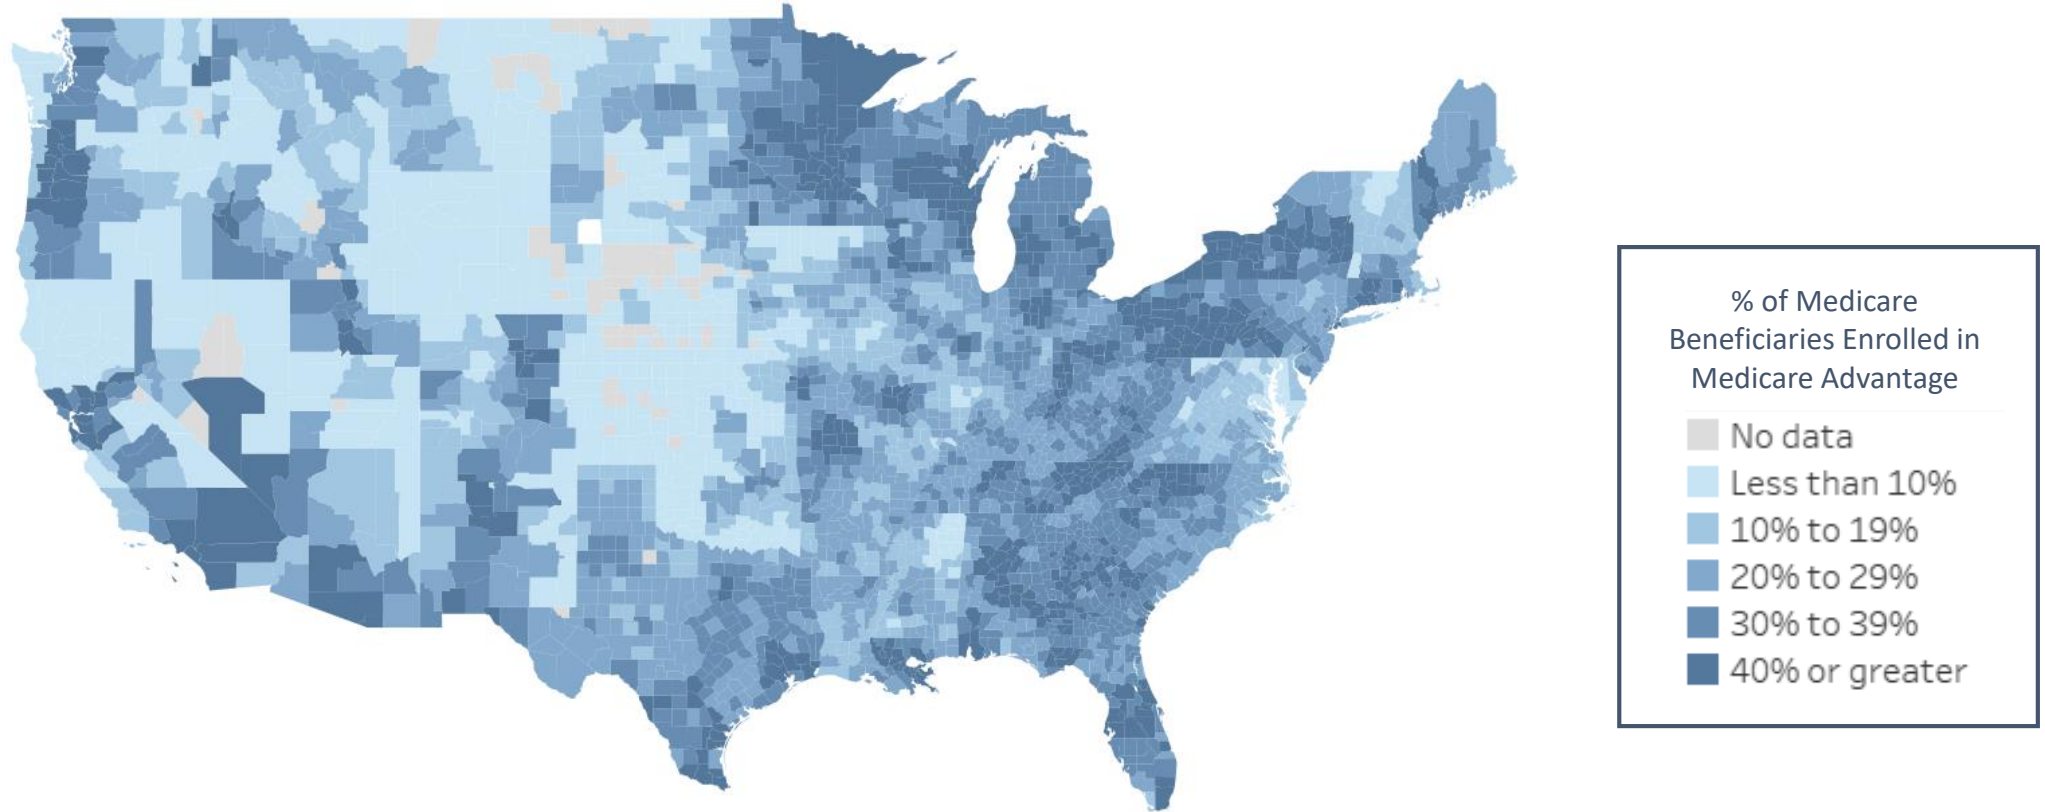 % of Medicare
Beneficiaries Enrolled in
Medicare Advantage
No data
Less than 10%
10% to 19%
20% to 29%
30% to 39%
40% or greater